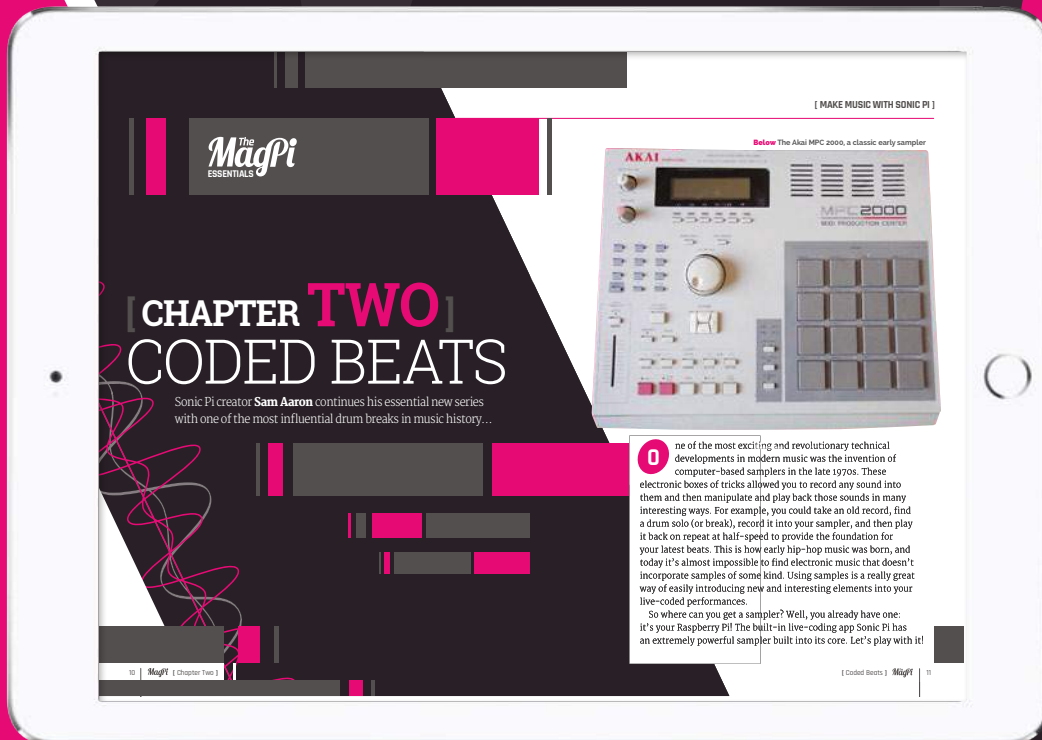 [ MAKE MUSIC WITH SONIC PI ]
Below The Akai MPC 2000, a classic early sampler
The
MagPi
ESSENTIALS
AKAI
MPC2000
MIDI PRODUCTION CENTER
[ CHAPTER TWO ]
CODED BEATS
Sonic Pi creator Sam Aaron continues his essential new series
with one of the most influential drum breaks in music history...
One of the most exciting and revolutionary technical
developments in modern music was the invention of
computer-based samplers in the late 1970s. These
electronic boxes of tricks allowed you to record any sound into
them and then manipulate and play back those sounds in many
interesting ways. For example, you could take an old record, find
a drum solo (or break), record it into your sampler, and then play
it back on repeat at half-speed to provide the foundation for
your latest beats. This is how early hip-hop music was born, and
today it's almost impossible to find electronic music that doesn't
incorporate samples of some kind. Using samples is a really great
way of easily introducing new and interesting elements into your
live-coded performances.
So where can you get a sampler? Well, you already have one:
it's your Raspberry Pi! The built-in live-coding app Sonic Pi has
an extremely powerful sampler built into its core. Let's play with it!
10 MagPi [ Chapter Two ]
[ Coded Beats ] MagPi 11